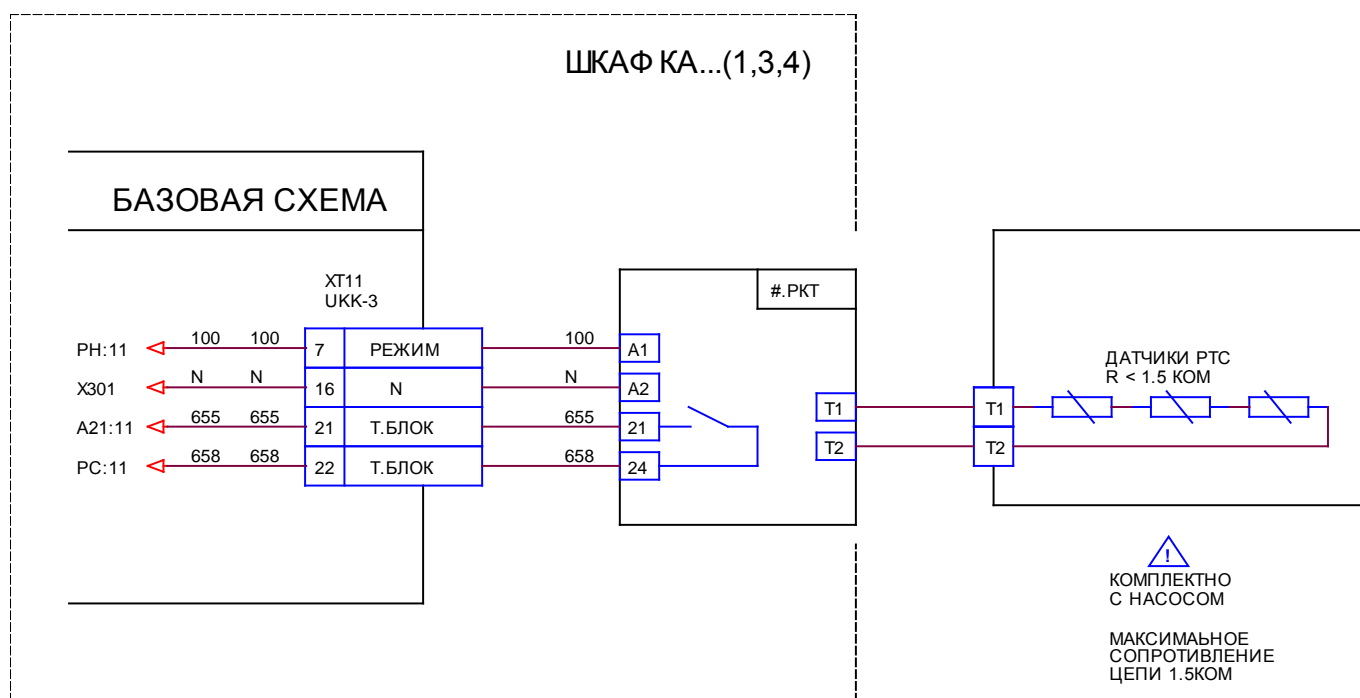 ШКАФ КА...(1,3,4)
БАЗОВАЯ СХЕМА
XT11
UKK-3
#.РКТ
PH:11 100 100 7 РЕЖИМ 100 A1
X301 N N 16 N N A2
A21:11 655 655 21 Т.БЛОК 655 21
PC:11 658 658 22 Т.БЛОК 658 24
T1 T1
T2 T2
ДАТЧИКИ PTC
R < 1.5 КОМ
!
КОМПЛЕКТНО
С НАСОСОМ
МАКСИМАЬНОЕ
СОПРОТИВЛЕНИЕ
ЦЕПИ 1.5КОМ